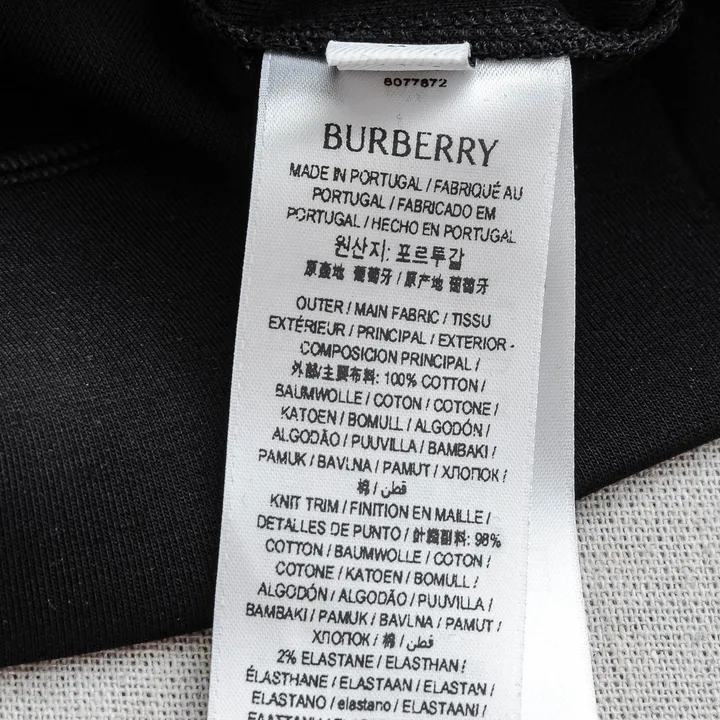 8077872
BURBERRY
MADE IN PORTUGAL / FABRIQUÉ AU
PORTUGAL / FABRICADO EM
PORTUGAL / HECHO EN PORTUGAL
원산지: 포르투갈
原產地 葡萄牙 / 原产地 葡萄牙
OUTER / MAIN FABRIC / TISSU
EXTÉRIEUR / PRINCIPAL / EXTERIOR -
COMPOSICION PRINCIPAL /
外部/主要布料: 100% COTTON /
BAUMWOLLE / COTON / COTONE /
KATOEN / BOMULL / ALGODÓN /
ALGODÃO / PUUVILLA / BAMBAKI /
PAMUK / BAVLNA / PAMUT / ХЛОПОК /
棉 / قطن
KNIT TRIM / FINITION EN MAILLE /
DETALLES DE PUNTO / 針織副料: 98%
COTTON / BAUMWOLLE / COTON /
COTONE / KATOEN / BOMULL /
ALGODÓN / ALGODÃO / PUUVILLA /
BAMBAKI / PAMUK / BAVLNA / PAMUT /
ХЛОПОК / 棉 / قطن
2% ELASTANE / ELASTHAN /
ÉLASTHANE / ELASTAAN / ELASTAN /
ELASTANO / elastano / ELASTAANI /